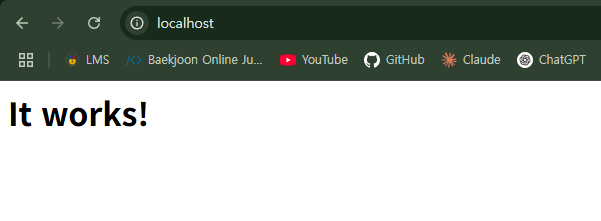 localhost
LMS
Baekjoon Online Ju...
YouTube
GitHub
Claude
ChatGPT
It works!